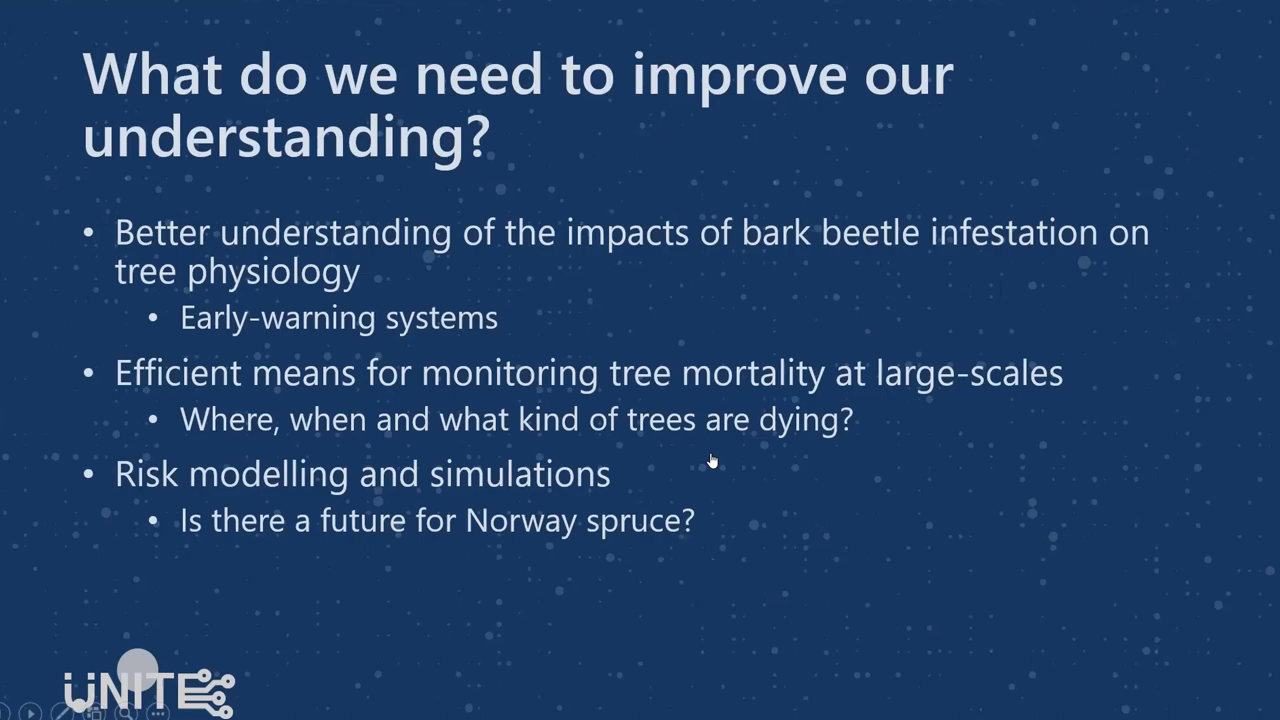 What do we need to improve our
understanding?
• Better understanding of the impacts of bark beetle infestation on
tree physiology
• Early-warning systems
• Efficient means for monitoring tree mortality at large-scales
• Where, when and what kind of trees are dying?
• Risk modelling and simulations
• Is there a future for Norway spruce?
UNITE